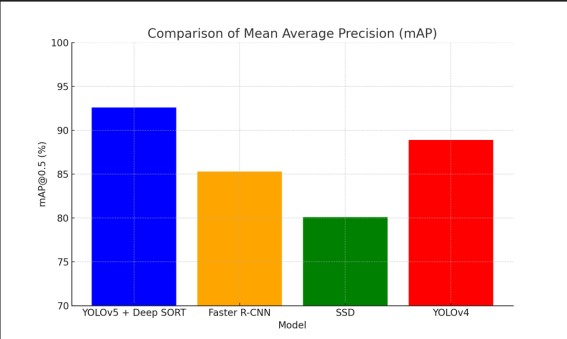 Comparison of Mean Average Precision (mAP)
mAP@0.5 (%)
100
95
90
85
80
75
70
YOLOv5 + Deep SORT Faster R-CNN SSD YOLOv4
Model